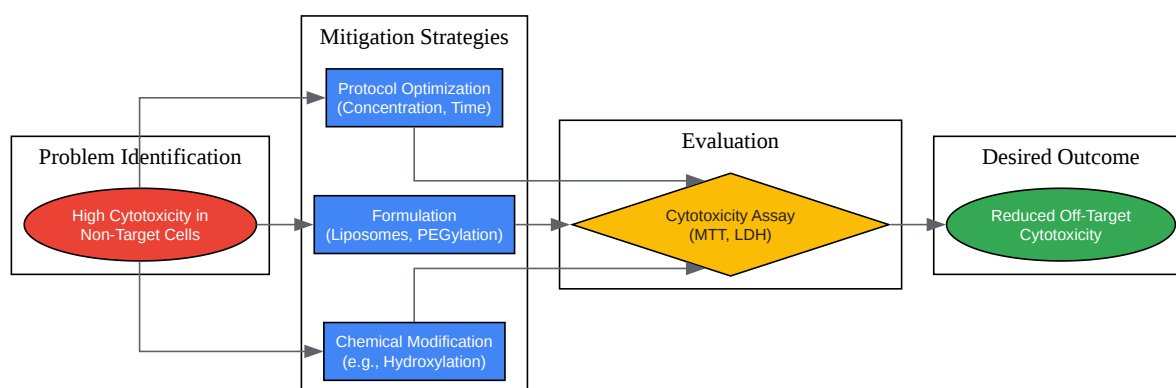 Problem Identification
High Cytotoxicity in
Non-Target Cells
Mitigation Strategies
Protocol Optimization
(Concentration, Time)
Formulation
(Liposomes, PEGylation)
Chemical Modification
(e.g., Hydroxylation)
Evaluation
Cytotoxicity Assay
(MTT, LDH)
Desired Outcome
Reduced Off-Target
Cytotoxicity